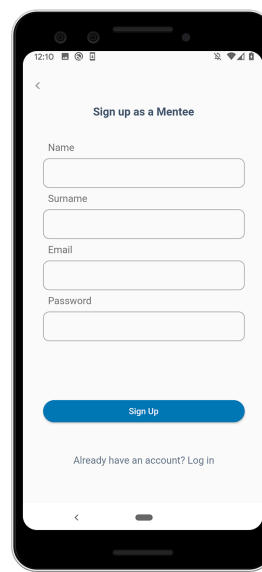 12:10
Sign up as a Mentee
Name
Surname
Email
Password
Sign Up
Already have an account? Log in